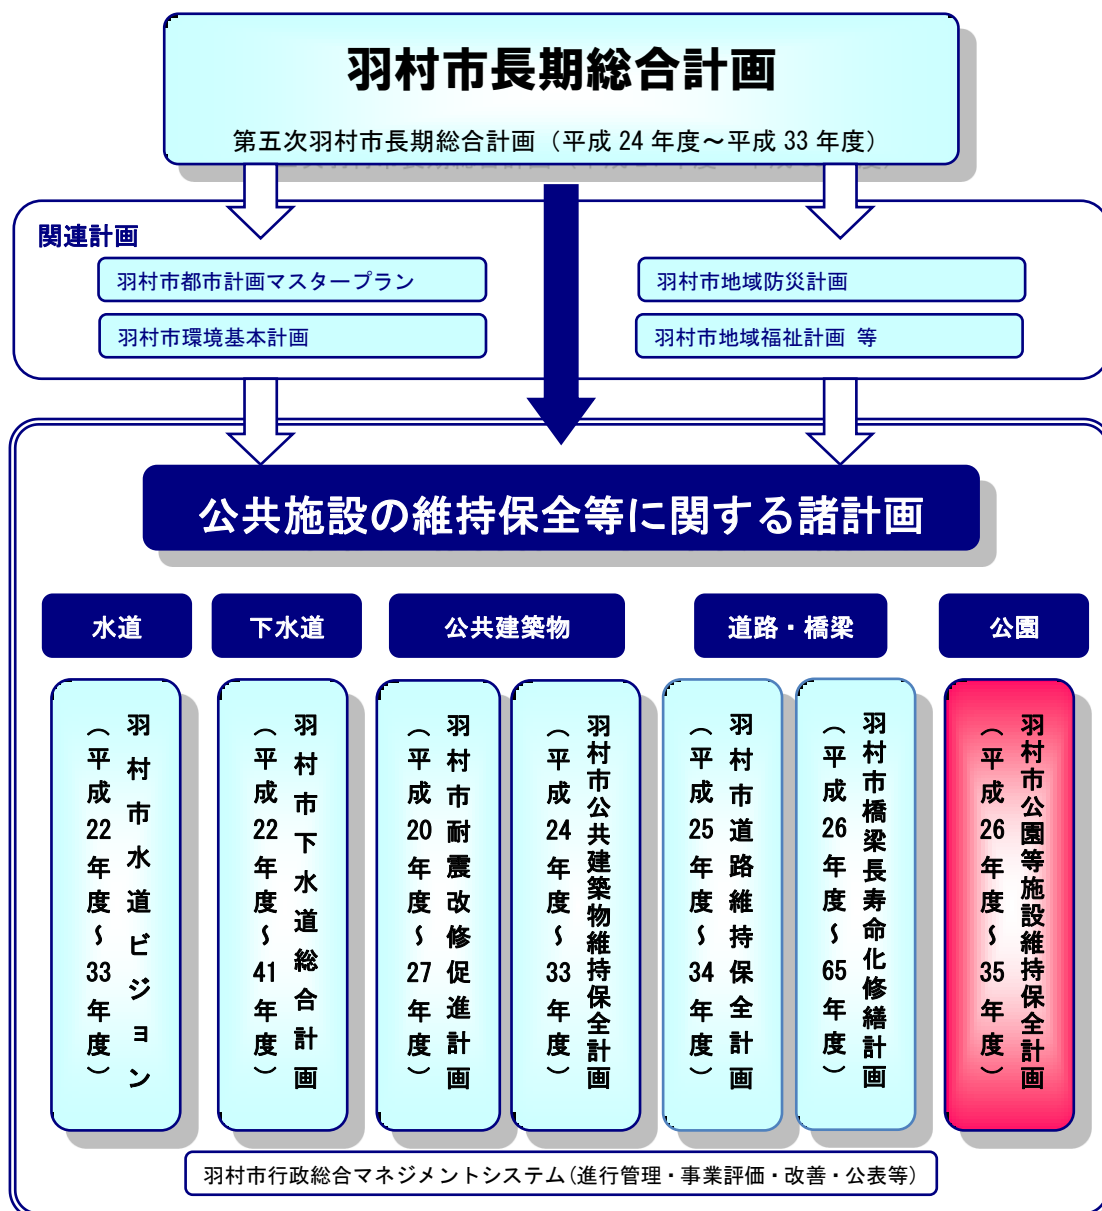 羽村市長期総合計画
第五次羽村市長期総合計画（平成 24 年度～平成 33 年度）
関連計画
羽村市都市計画マスタープラン
羽村市地域防災計画
羽村市環境基本計画
羽村市地域福祉計画 等
公共施設の維持保全等に関する諸計画
水道
下水道
公共建築物
道路・橋梁
公園
羽村市水道ビジョン
（平成22年度～33年度）
羽村市下水道総合計画
（平成22年度～41年度）
羽村市耐震改修促進計画
（平成20年度～27年度）
羽村市公共建築物維持保全計画
（平成24年度～33年度）
羽村市道路維持保全計画
（平成25年度～34年度）
羽村市橋梁長寿命化修繕計画
（平成26年度～65年度）
羽村市公園等施設維持保全計画
（平成26年度～35年度）
羽村市行政総合マネジメントシステム(進行管理・事業評価・改善・公表等)